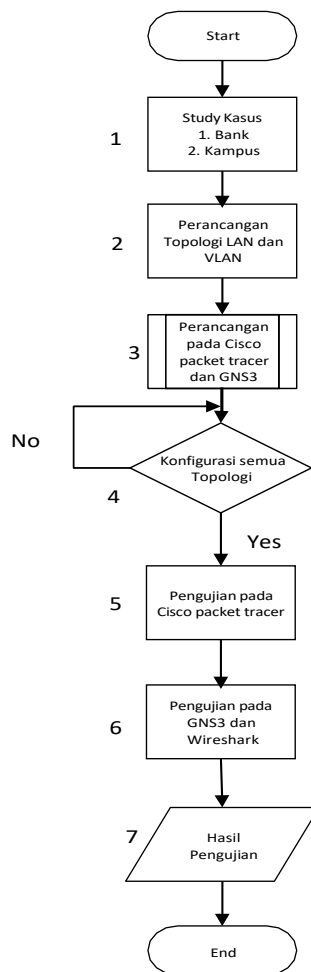 Start
1
Study Kasus
1. Bank
2. Kampus
2
Perancangan
Topologi LAN dan
VLAN
3
Perancangan
pada Cisco
packet tracer
dan GNS3
No
Konfigurasi semua
Topologi
4
Yes
5
Pengujian pada
Cisco packet tracer
6
Pengujian pada
GNS3 dan
Wireshark
7
Hasil
Pengujian
End